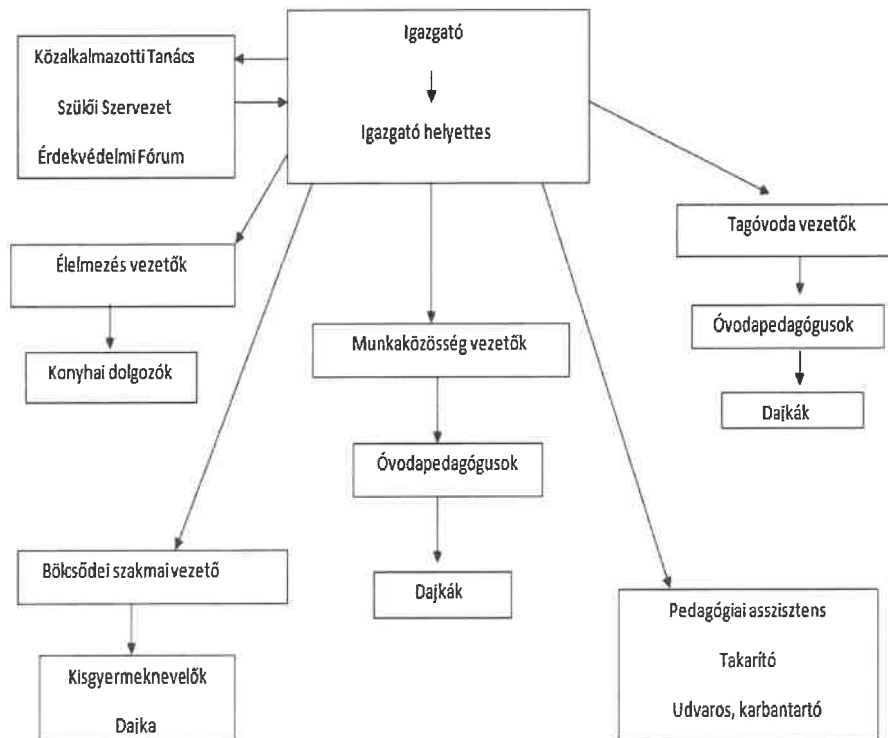 Igazgató
Igazgató helyettes
Közalkalmazotti Tanács
Szülői Szervezet
Érdekvédelmi Fórum
Élelmezés vezetők
Konyhai dolgozók
Bölcsődei szakmai vezető
Kisgyermeknevelők
Dajka
Munkaközösség vezetők
Óvodapedagógusok
Dajkák
Pedagógiai asszisztens
Takarító
Udvaros, karbantartó
Tagóvoda vezetők
Óvodapedagógusok
Dajkák